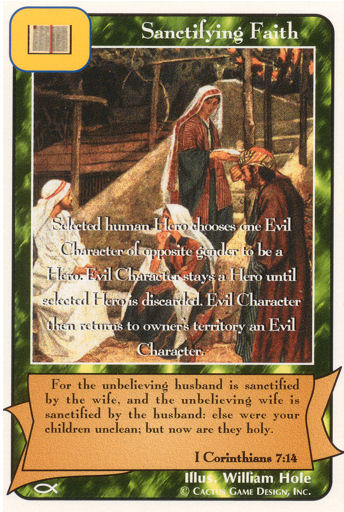 Sanctifying Faith
Selected human Hero chooses one Evil
Character of opposite gender to be a
Hero. Evil Character stays a Hero until
selected Hero is discarded. Evil Character
then returns to owner's territory an Evil
Character.
For the unbelieving husband is sanctified
by the wife, and the unbelieving wife is
sanctified by the husband: else were your
children unclean; but now are they holy.
I Corinthians 7:14
Illus. William Hole
© Cactus Game Design, Inc.